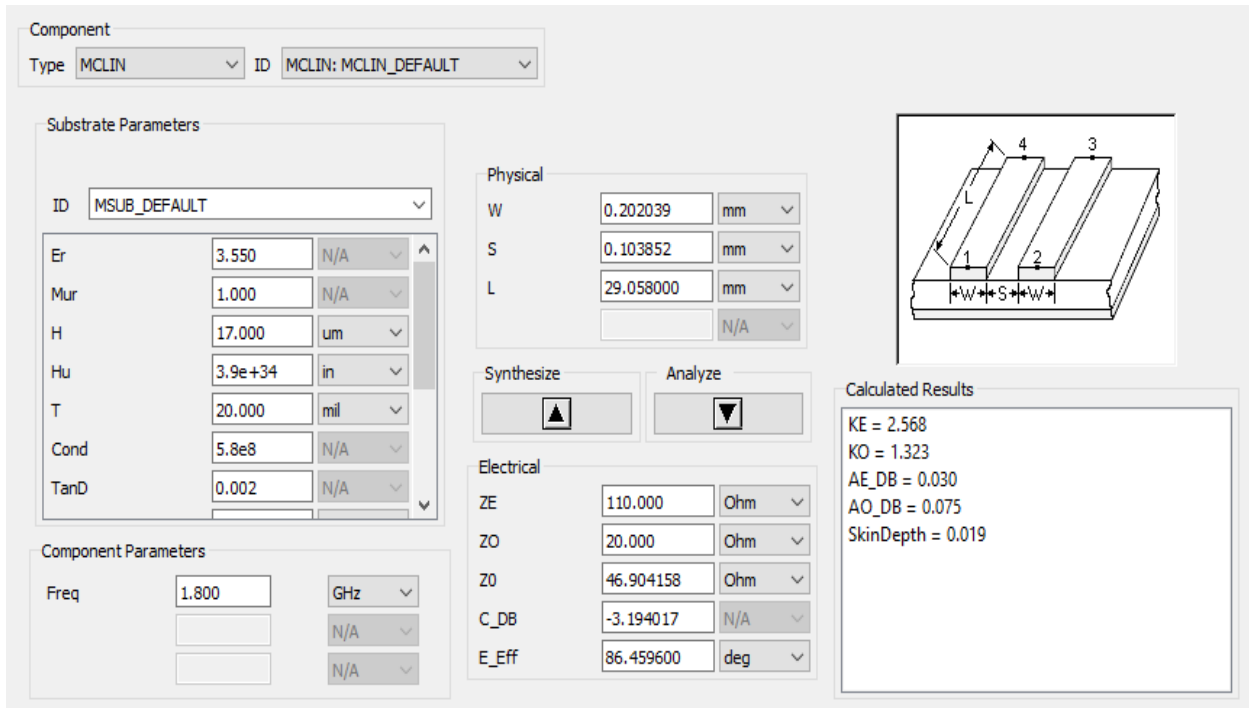 Component
Type MCLIN ID MCLIN: MCLIN_DEFAULT
Substrate Parameters
ID MSUB_DEFAULT
Er 3.550 N/A
Mur 1.000 N/A
H 17.000 um
Hu 3.9e+34 in
T 20.000 mil
Cond 5.8e8 N/A
TanD 0.002 N/A
Component Parameters
Freq 1.800 GHz
N/A
N/A
Physical
W 0.202039 mm
S 0.103852 mm
L 29.058000 mm
N/A
Synthesize Analyze
Electrical
ZE 110.000 Ohm
ZO 20.000 Ohm
Z0 46.904158 Ohm
C_DB -3.194017 N/A
E_Eff 86.459600 deg
4 3
L
1 2
W S W
Calculated Results
KE = 2.568
KO = 1.323
AE_DB = 0.030
AO_DB = 0.075
SkinDepth = 0.019